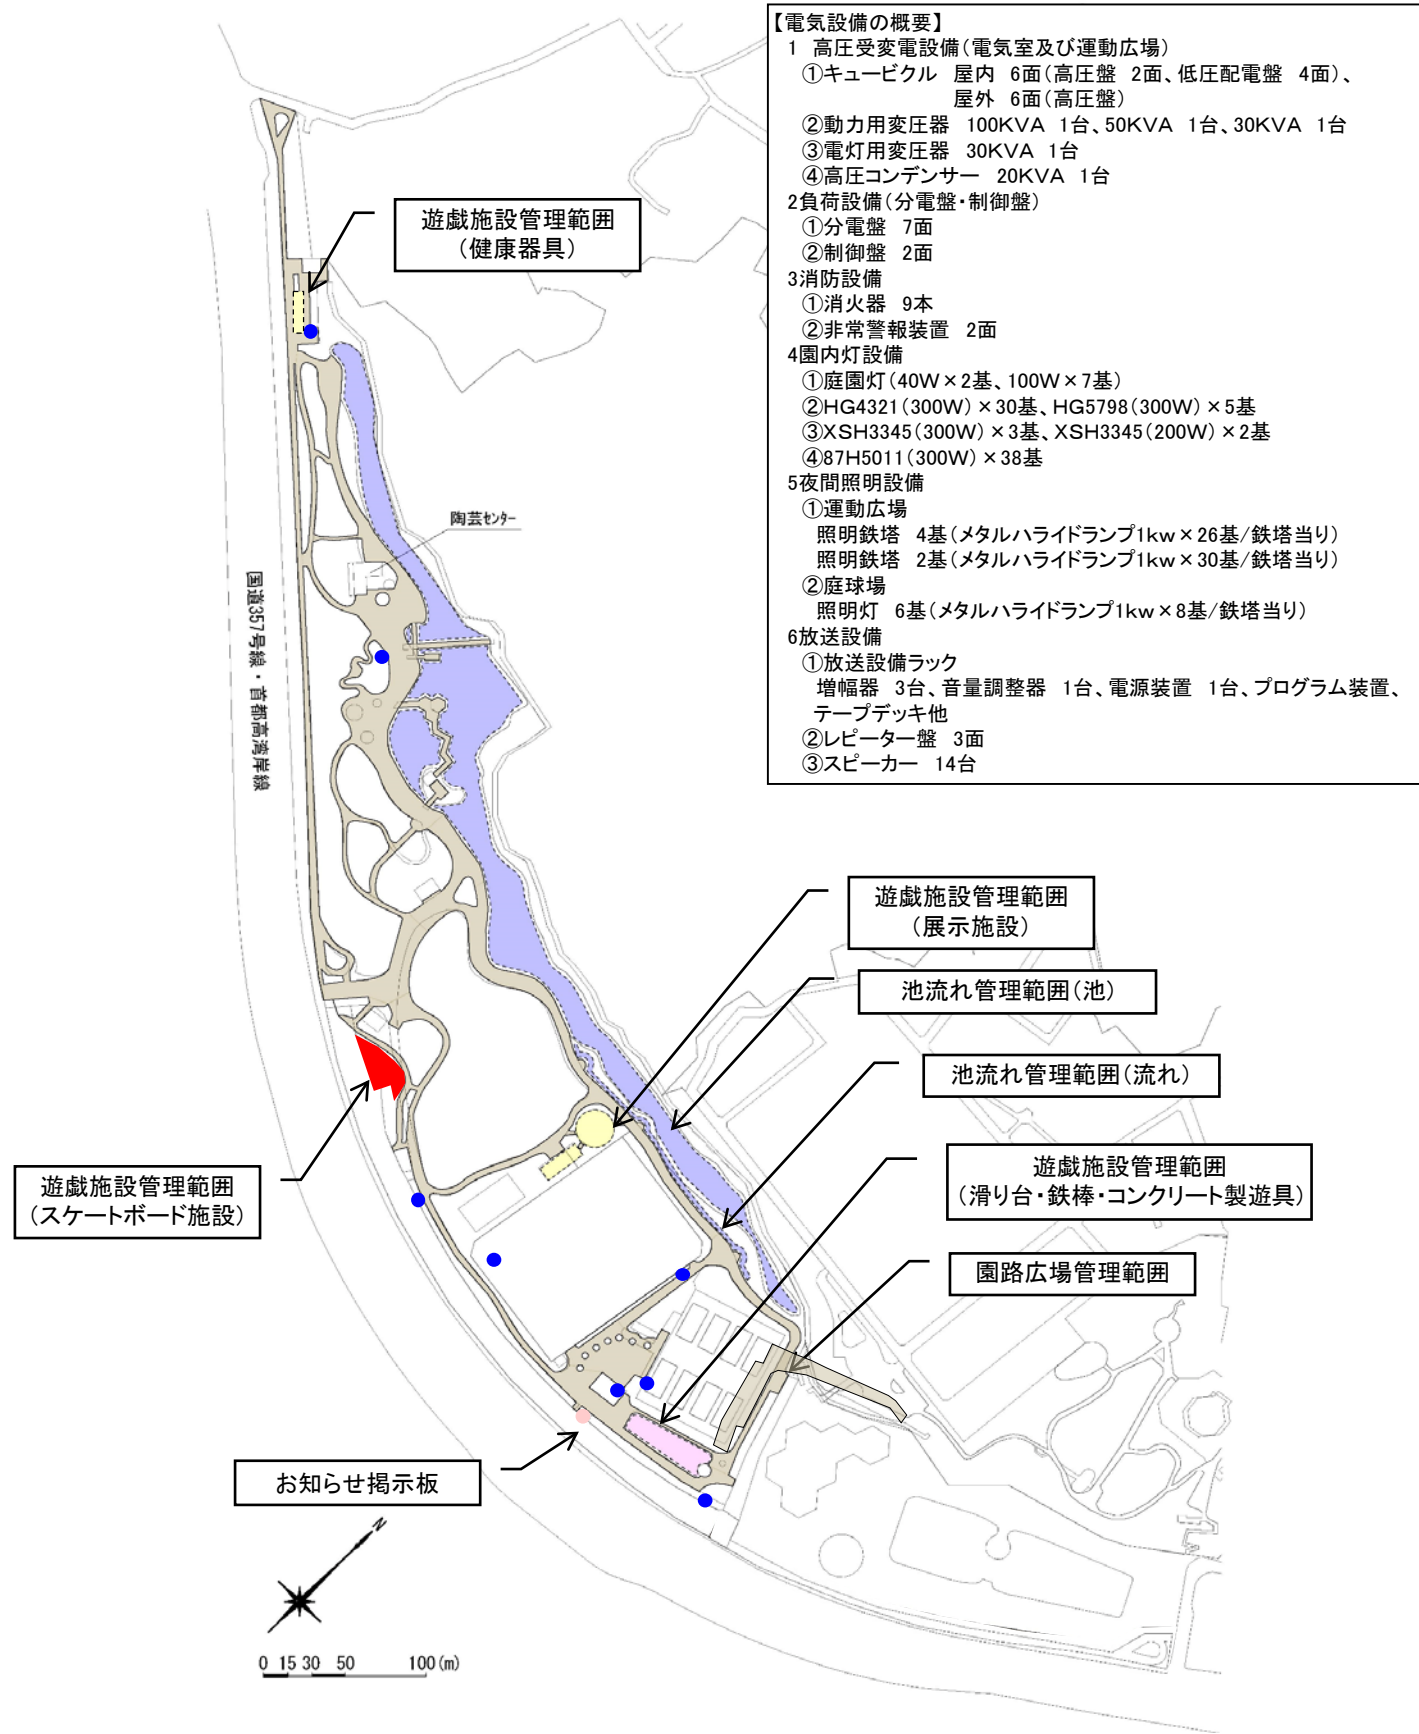 【電気設備の概要】
1 高圧受変電設備(電気室及び運動広場)
①キュービクル 屋内 6面(高圧盤 2面、低圧配電盤 4面)、
屋外 6面(高圧盤)
②動力用変圧器 100KVA 1台、50KVA 1台、30KVA 1台
③電灯用変圧器 30KVA 1台
④高圧コンデンサー 20KVA 1台
2負荷設備(分電盤・制御盤)
①分電盤 7面
②制御盤 2面
3消防設備
①消火器 9本
②非常警報装置 2面
4園内灯設備
①庭園灯(40W×2基、100W×7基)
②HG4321(300W)×30基、HG5798(300W)×5基
③XSH3345(300W)×3基、XSH3345(200W)×2基
④87H5011(300W)×38基
5夜間照明設備
①運動広場
照明鉄塔 4基(メタルハライドランプ1kw×26基/鉄塔当り)
照明鉄塔 2基(メタルハライドランプ1kw×30基/鉄塔当り)
②庭球場
照明灯 6基(メタルハライドランプ1kw×8基/鉄塔当り)
6放送設備
①放送設備ラック
増幅器 3台、音量調整器 1台、電源装置 1台、プログラム装置、
テープデッキ他
②レピーター盤 3面
③スピーカー 14台
遊戯施設管理範囲
(健康器具)
陶芸センター
国道357号線・首都高湾岸線
遊戯施設管理範囲
(展示施設)
池流れ管理範囲(池)
池流れ管理範囲(流れ)
遊戯施設管理範囲
(滑り台・鉄棒・コンクリート製遊具)
遊戯施設管理範囲
(スケートボード施設)
園路広場管理範囲
お知らせ掲示板
N
0 15 30 50 100(m)